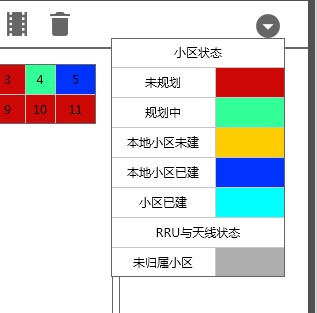 小区状态
未规划
3 4 5
规划中
9 10 11
本地小区未建
本地小区已建
小区已建
RRU与天线状态
未归属小区